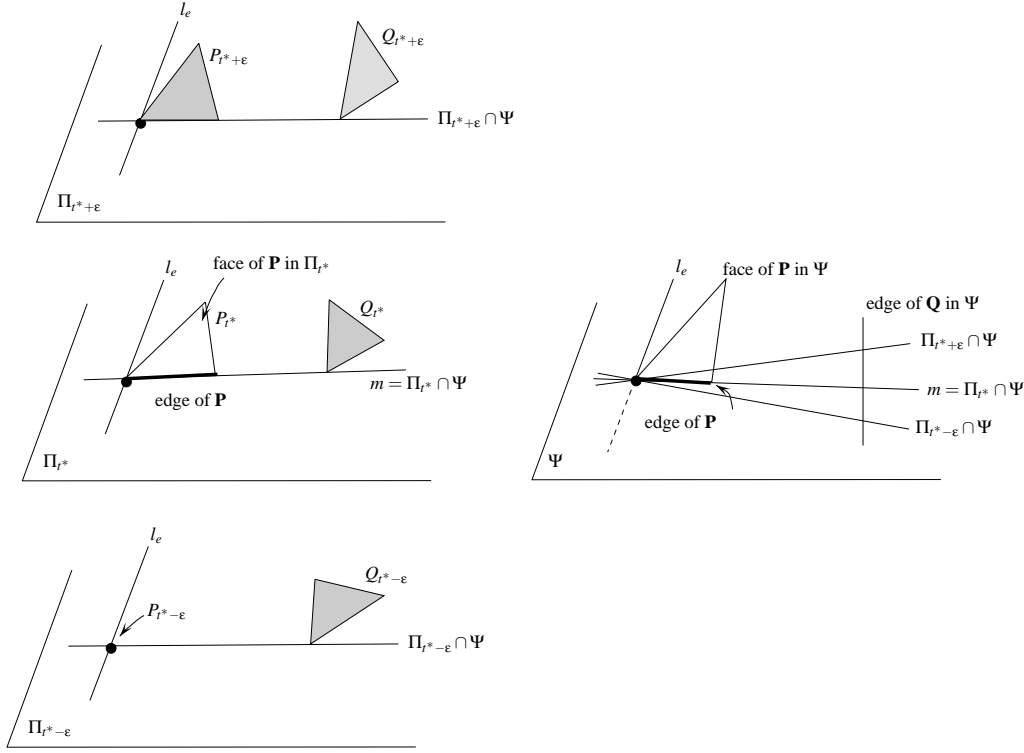 l_e
P_{t*+ε}
Q_{t*+ε}
Π_{t*+ε} ∩ Ψ
Π_{t*+ε}
face of P in Π_{t*}
l_e
P_{t*}
Q_{t*}
m = Π_{t*} ∩ Ψ
edge of P
Π_{t*}
l_e
face of P in Ψ
edge of Q in Ψ
Π_{t*+ε} ∩ Ψ
m = Π_{t*} ∩ Ψ
edge of P
Π_{t*−ε} ∩ Ψ
Ψ
l_e
Q_{t*−ε}
P_{t*−ε}
Π_{t*−ε} ∩ Ψ
Π_{t*−ε}